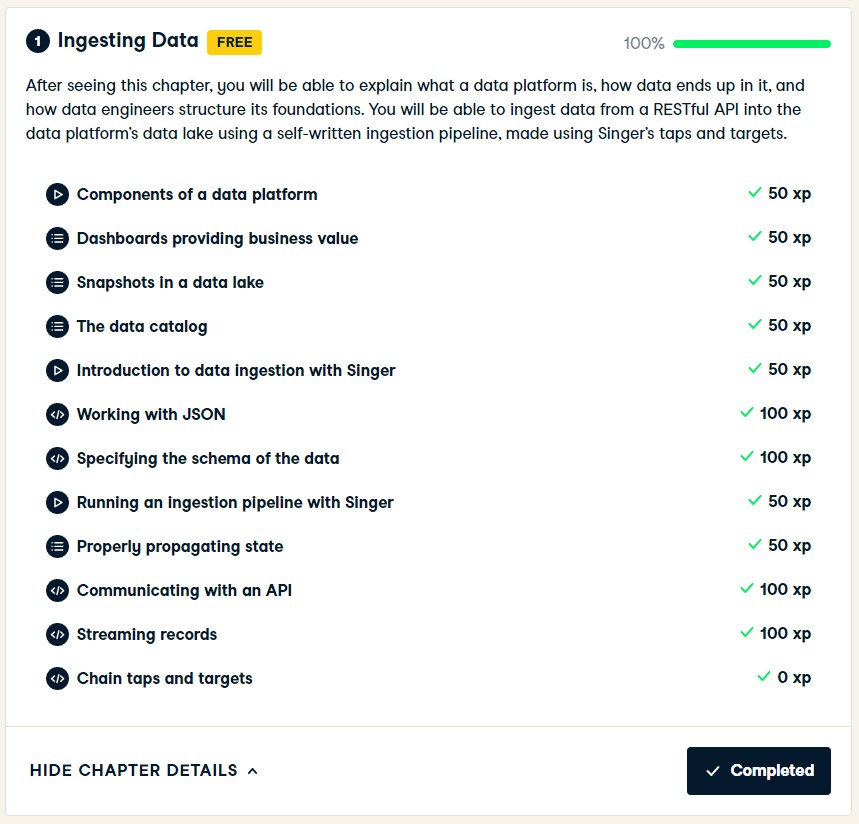 1 Ingesting Data FREE 100%
After seeing this chapter, you will be able to explain what a data platform is, how data ends up in it, and
how data engineers structure its foundations. You will be able to ingest data from a RESTful API into the
data platform's data lake using a self-written ingestion pipeline, made using Singer's taps and targets.
Components of a data platform 50 xp
Dashboards providing business value 50 xp
Snapshots in a data lake 50 xp
The data catalog 50 xp
Introduction to data ingestion with Singer 50 xp
Working with JSON 100 xp
Specifying the schema of the data 100 xp
Running an ingestion pipeline with Singer 50 xp
Properly propagating state 50 xp
Communicating with an API 100 xp
Streaming records 100 xp
Chain taps and targets 0 xp
HIDE CHAPTER DETAILS Completed